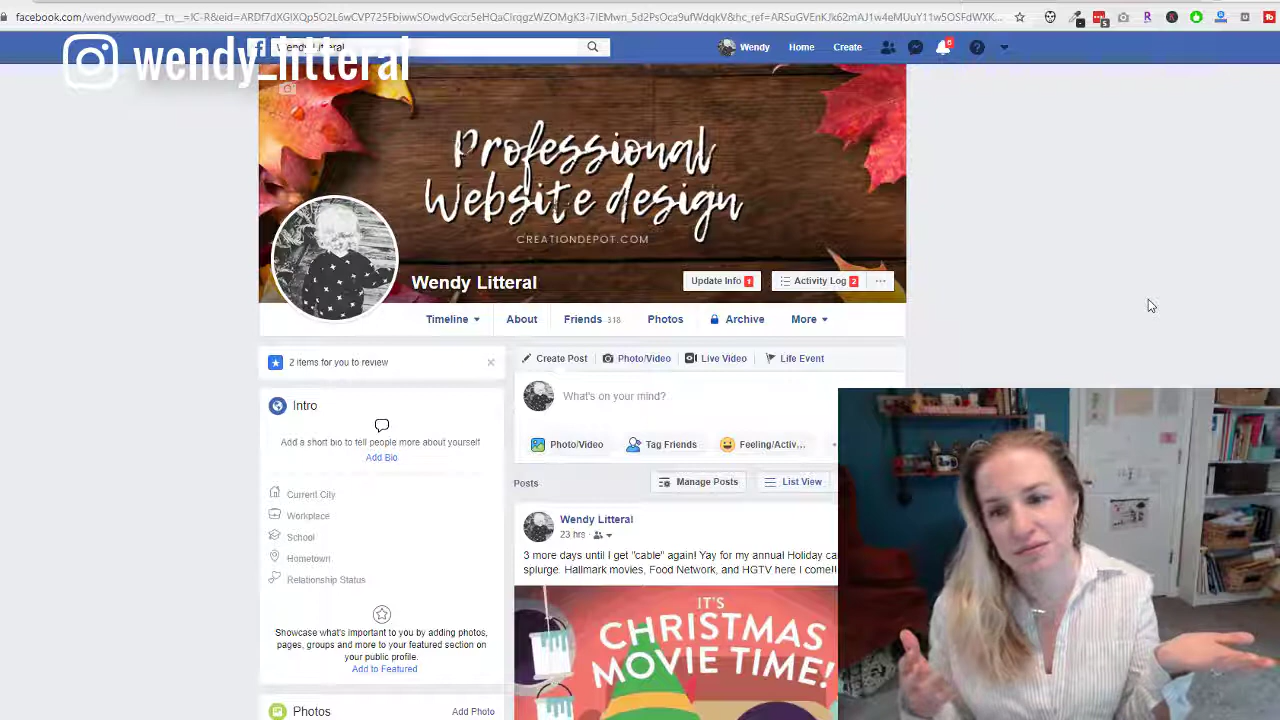 wendy_litteral
Wendy Home Create
Professional
Website design
CREATIONDEPOT.COM
Wendy Litteral
Update Info 1
Activity Log 2
Timeline About Friends 318 Photos Archive More
2 items for you to review
Create Post Photo/Video Live Video Life Event
Intro
What's on your mind?
Add a short bio to tell people more about yourself
Add Bio
Photo/Video Tag Friends Feeling/Activ...
Posts
Manage Posts List View
Current City
Workplace
School
Hometown
Relationship Status
Wendy Litteral
23 hrs
3 more days until I get "cable" again! Yay for my annual Holiday ca
splurge. Hallmark movies, Food Network, and HGTV here I come!!
IT'S
CHRISTMAS
MOVIE TIME!
Showcase what's important to you by adding photos,
pages, groups and more to your featured section on
your public profile.
Add to Featured
Photos Add Photo